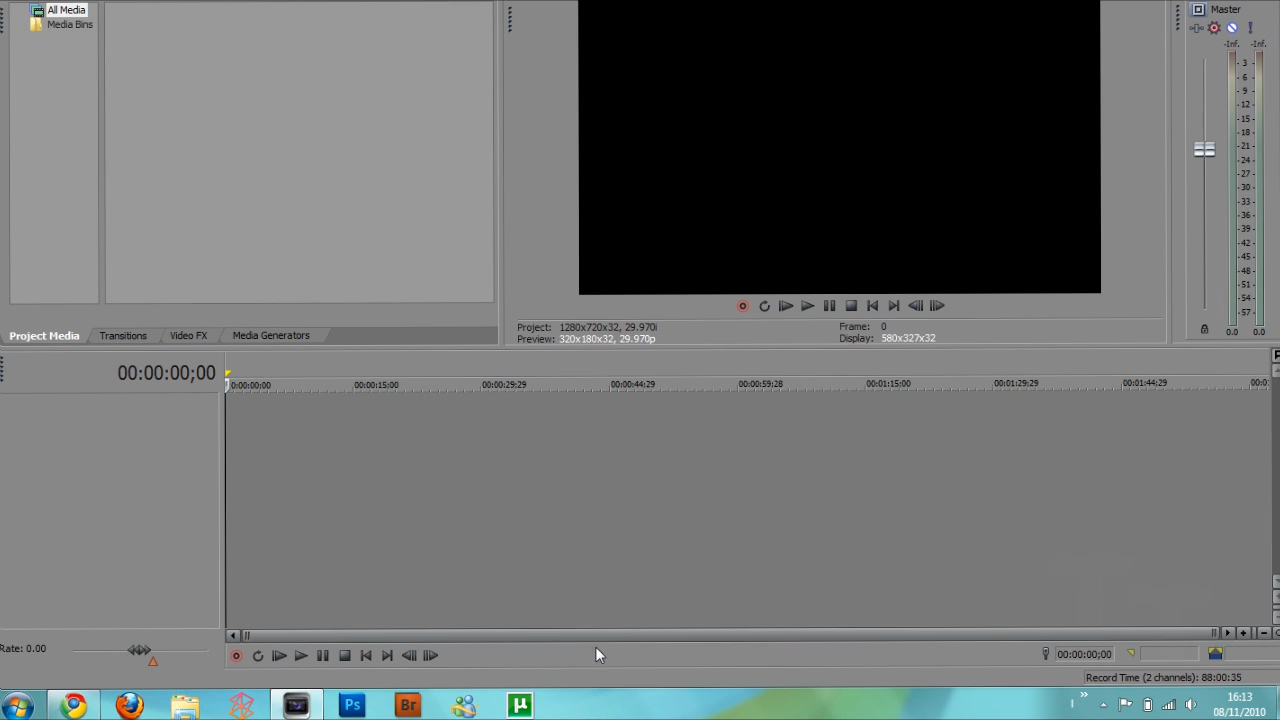 All Media
Media Bins
Master
-Inf. -Inf.
3
6
9
12
15
18
21
24
27
30
33
36
39
42
45
48
51
54
57
0.0 0.0
Project Media Transitions Video FX Media Generators
Project: 1280x720x32, 29.970i
Preview: 320x180x32, 29.970p
Frame: 0
Display: 580x327x32
00:00:00;00
0:00:00;00 00:00:15;00 00:00:29;29 00:00:44;29 00:00:59;28 00:01:15;00 00:01:29;29 00:01:44;29 00:0
Rate: 0.00
00:00:00;00
Record Time (2 channels): 88:00:35
Ps Br µ
16:13
08/11/2010